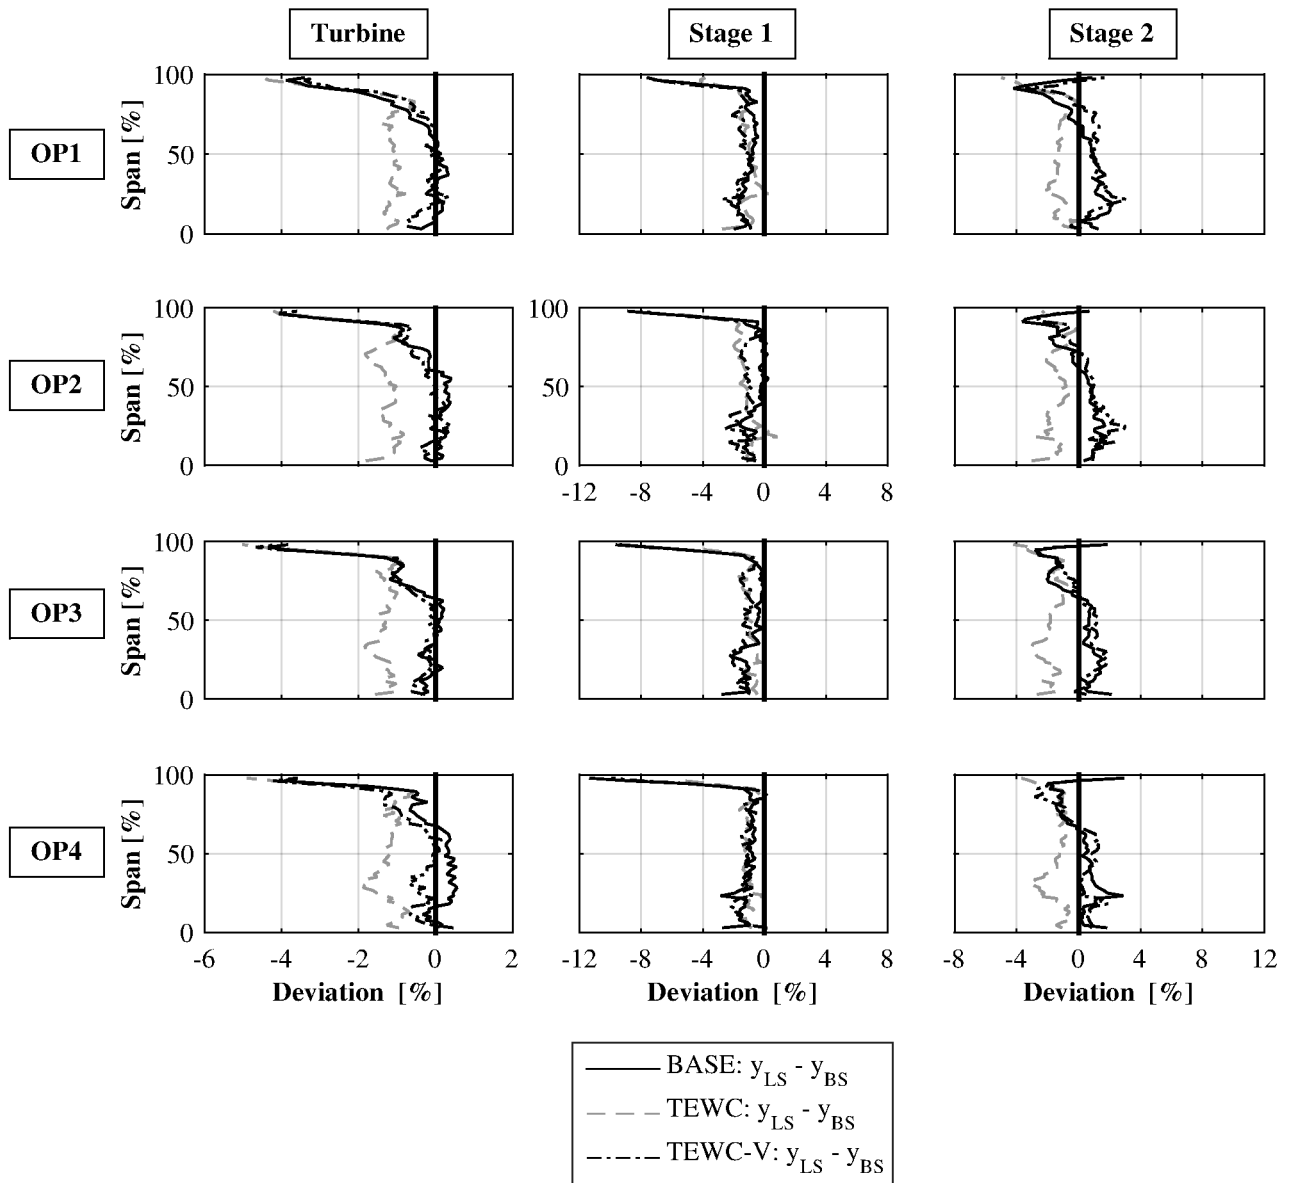 Turbine Stage 1 Stage 2
OP1
Span [%]
100
50
0
OP2
Span [%]
100
50
0
100
50
0
-12 -8 -4 0 4 8
OP3
Span [%]
100
50
0
OP4
Span [%]
100
50
0
-6 -4 -2 0 2
-12 -8 -4 0 4 8
-8 -4 0 4 8 12
Deviation [%] Deviation [%] Deviation [%]
BASE: y_LS - y_BS
TEWC: y_LS - y_BS
TEWC-V: y_LS - y_BS